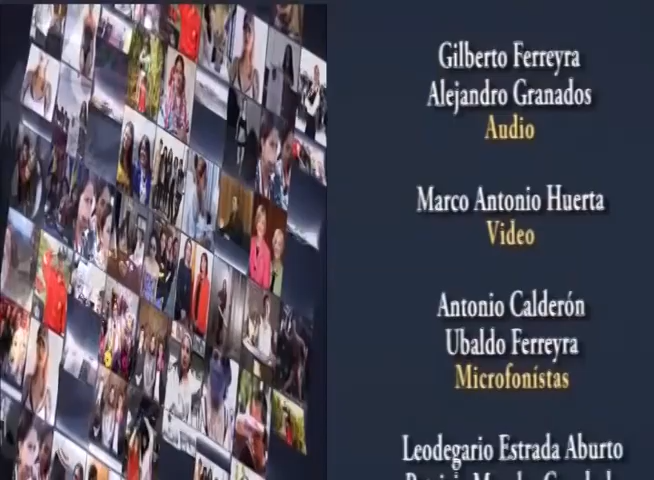 Gilberto Ferreyra
Alejandro Granados
Audio
Marco Antonio Huerta
Video
Antonio Calderón
Ubaldo Ferreyra
Microfonistas
Leodegario Estrada Aburto